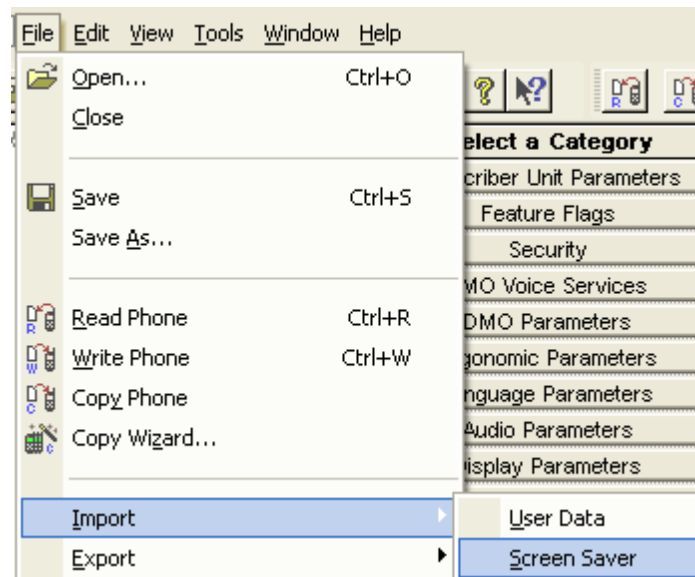 File Edit View Tools Window Help
Open... Ctrl+O
Close
Save Ctrl+S
Save As...
Read Phone Ctrl+R
Write Phone Ctrl+W
Copy Phone
Copy Wizard...
Import
Export
elect a Category
criber Unit Parameters
Feature Flags
Security
MO Voice Services
DMO Parameters
gonomic Parameters
nguage Parameters
Audio Parameters
isplay Parameters
User Data
Screen Saver